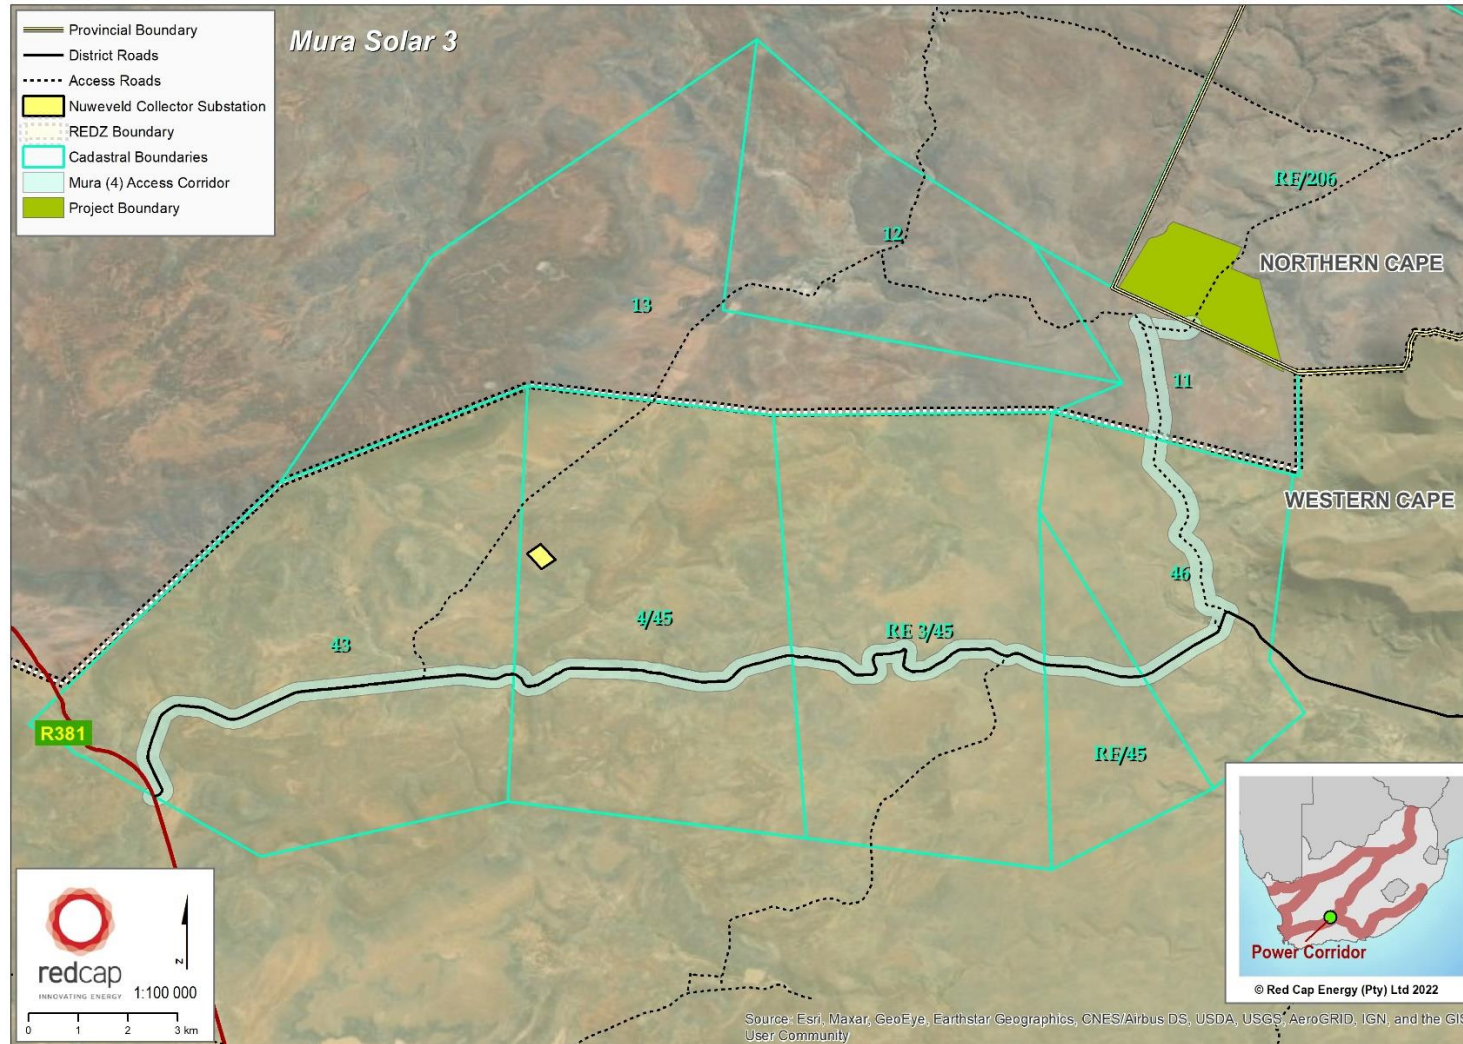 Provincial Boundary
District Roads
Access Roads
Nuweveld Collector Substation
REDZ Boundary
Cadastral Boundaries
Mura (4) Access Corridor
Project Boundary
Mura Solar 3
RE/206
12
NORTHERN CAPE
13
11
WESTERN CAPE
46
4/45
RE 3/45
43
R381
RE/45
Power Corridor
© Red Cap Energy (Pty) Ltd 2022
redcap
INNOVATING ENERGY
N
1:100 000
0 1 2 3 km
Source: Esri, Maxar, GeoEye, Earthstar Geographics, CNES/Airbus DS, USDA, USGS, AeroGRID, IGN, and the GIS
User Community